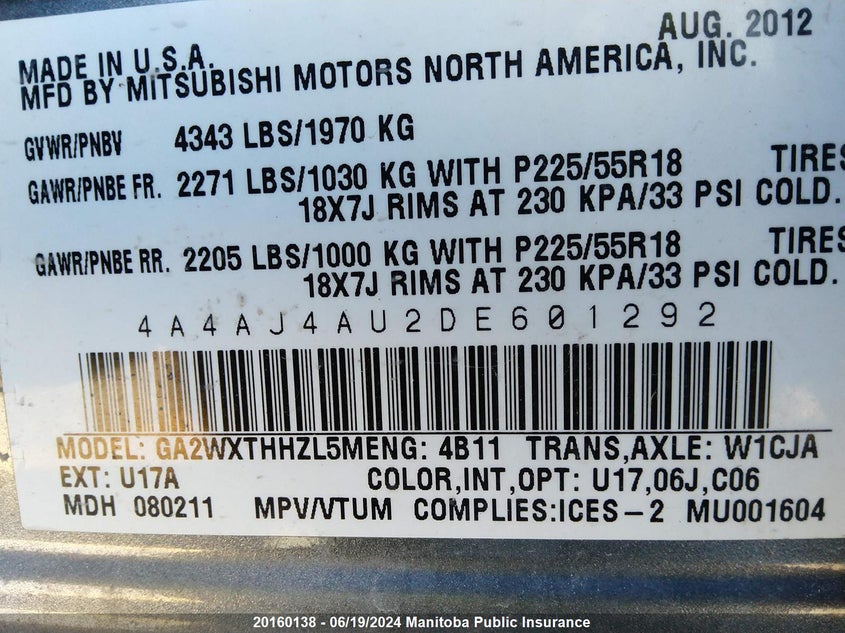 AUG. 2012
MADE IN U.S.A.
MFD BY MITSUBISHI MOTORS NORTH AMERICA, INC.
GVWR/PNBV 4343 LBS/1970 KG
GAWR/PNBE FR. 2271 LBS/1030 KG WITH P225/55R18 TIRES
18X7J RIMS AT 230 KPA/33 PSI COLD.
GAWR/PNBE RR. 2205 LBS/1000 KG WITH P225/55R18 TIRES
18X7J RIMS AT 230 KPA/33 PSI COLD.
4A4AJ4AU2DE601292
MODEL: GA2WXTHHZL5MENG: 4B11 TRANS,AXLE: W1CJA
EXT: U17A COLOR,INT,OPT: U17,06J,C06
MDH 080211 MPV/VTUM COMPLIES:ICES-2 MU001604
20160138 - 06/19/2024 Manitoba Public Insurance